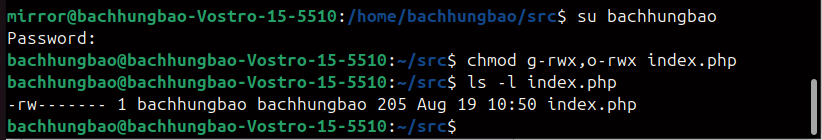 mirror@bachhungbao-Vostro-15-5510:/home/bachhungbao/src$ su bachhungbao
Password:
bachhungbao@bachhungbao-Vostro-15-5510:~/src$ chmod g-rwx,o-rwx index.php
bachhungbao@bachhungbao-Vostro-15-5510:~/src$ ls -l index.php
-rw------- 1 bachhungbao bachhungbao 205 Aug 19 10:50 index.php
bachhungbao@bachhungbao-Vostro-15-5510:~/src$